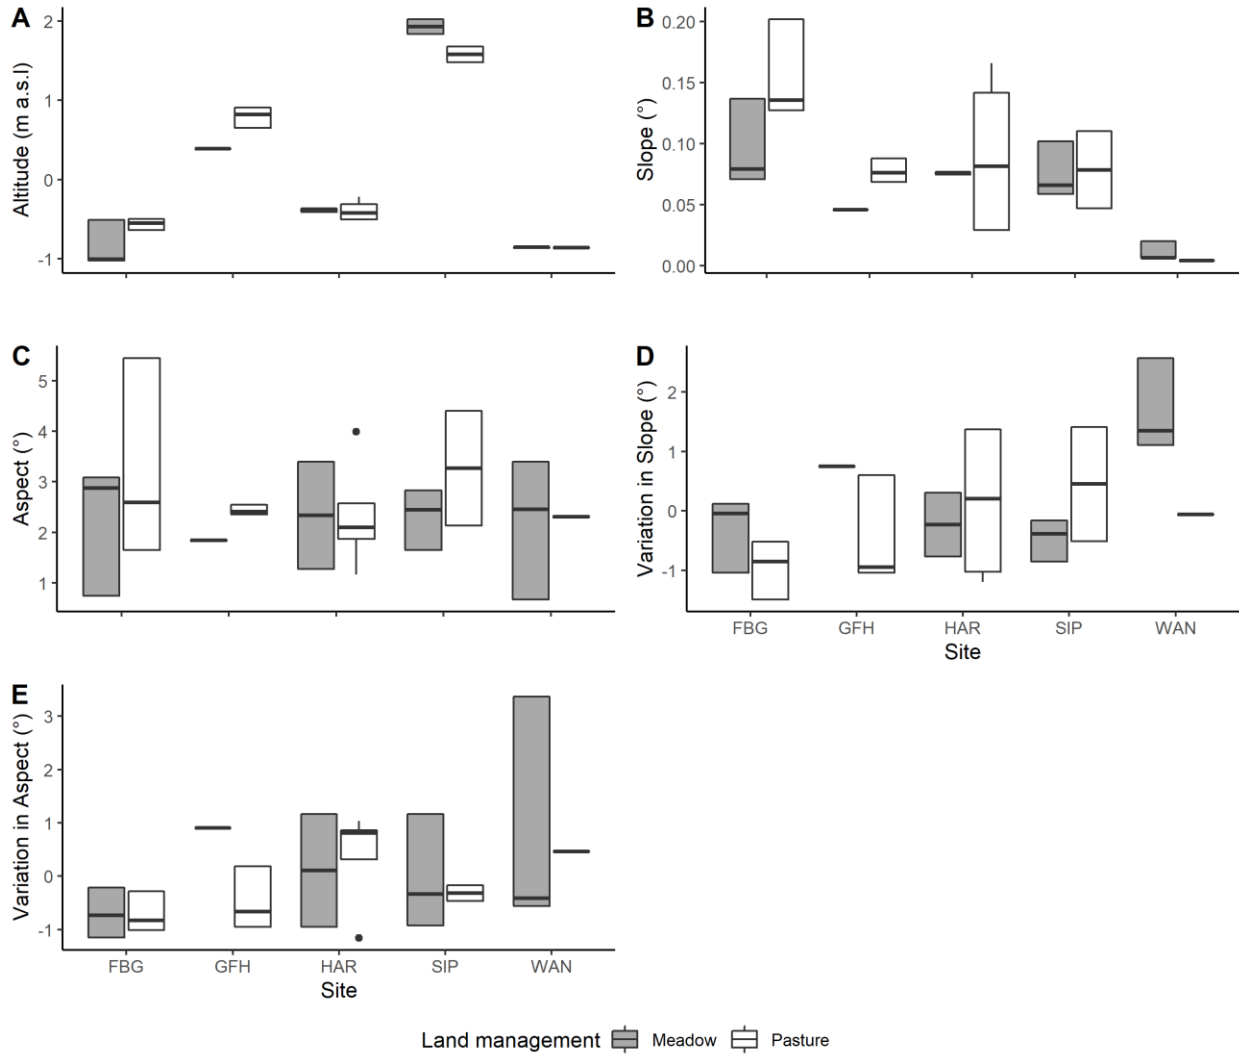 A
Altitude (m a.s.l)
2
1
0
-1
B
Slope (°)
0.20
0.15
0.10
0.05
0.00
C
Aspect (°)
5
4
3
2
1
D
Variation in Slope (°)
2
1
0
-1
FBG GFH HAR SIP WAN
Site
E
Variation in Aspect (°)
3
2
1
0
-1
FBG GFH HAR SIP WAN
Site
Land management Meadow Pasture